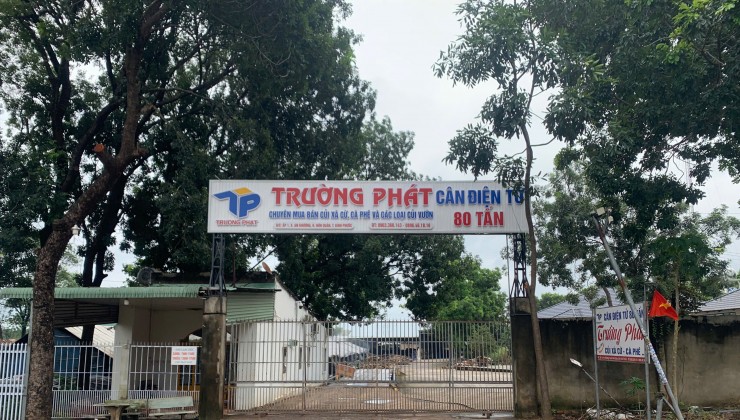 TP
TRƯỜNG PHÁT
TRƯỜNG PHÁT
CÂN ĐIỆN TỬ
CHUYÊN MUA BÁN CỦI XÀ CỪ, CÀ PHÊ VÀ CÁC LOẠI CỦI VƯỜN
80 TẤN
CÂN ĐIỆN TỬ 80 TẤN
Trường Phát
CỦI XÀ CỪ - CÀ PHÊ